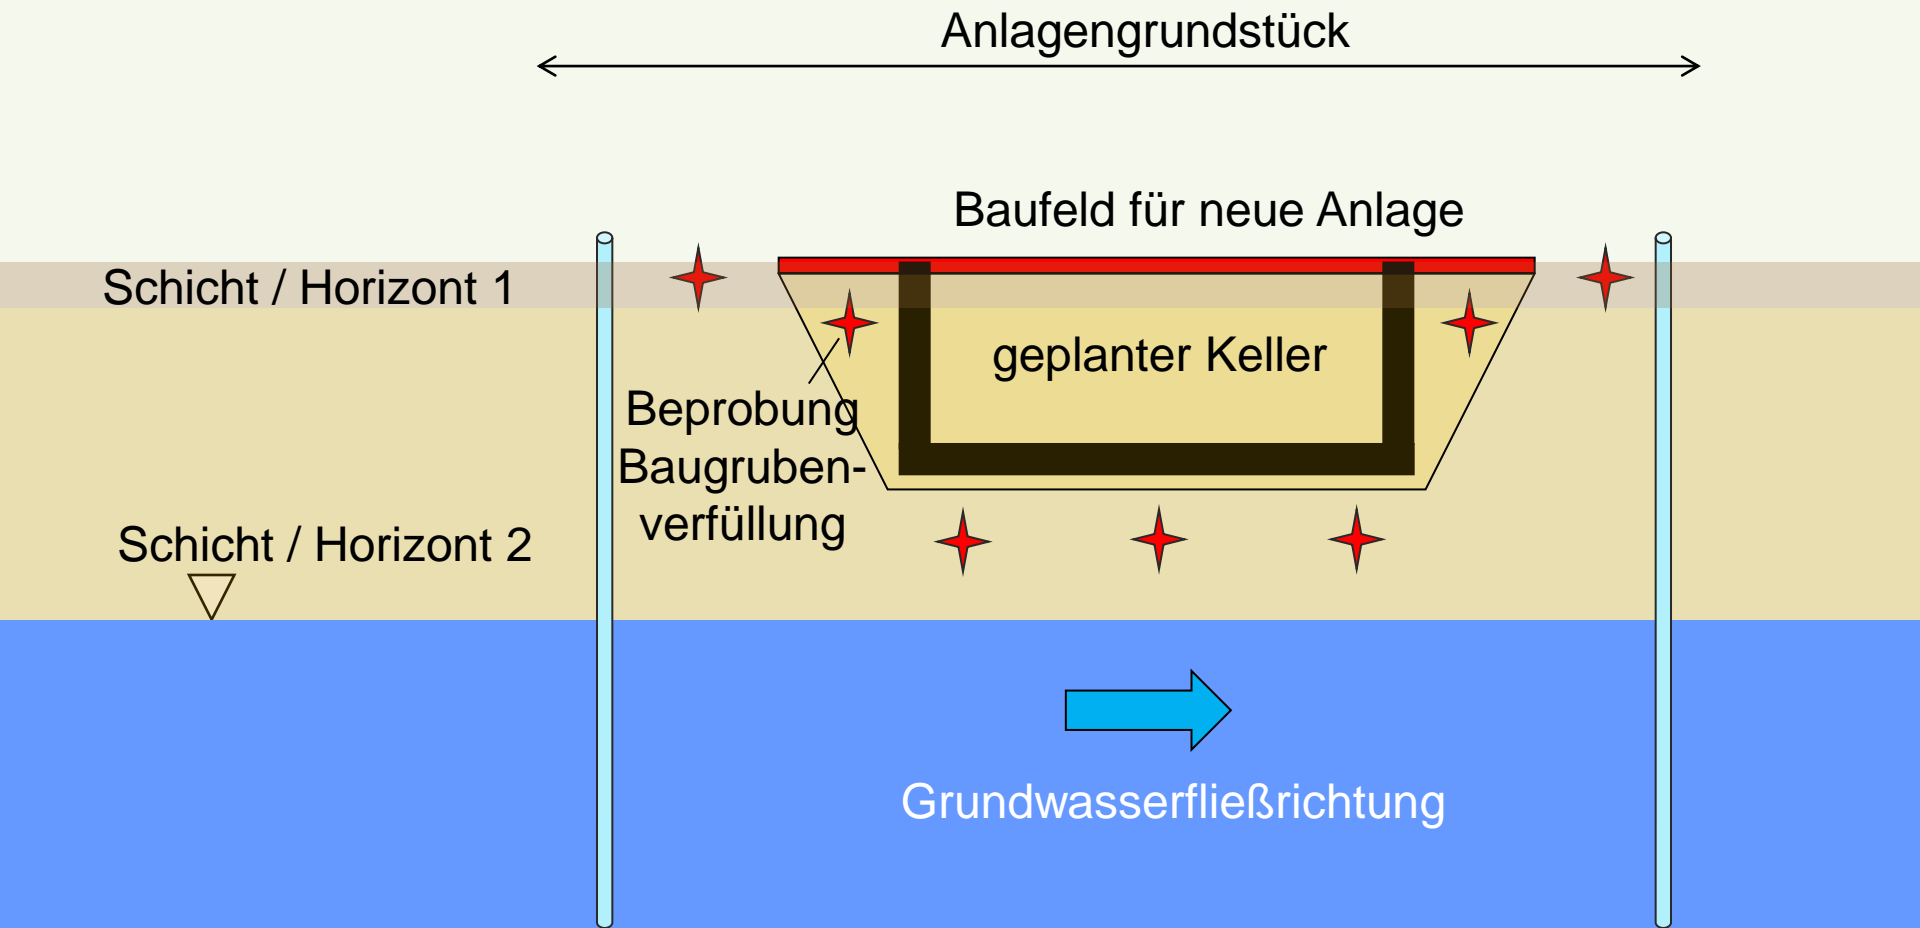 Anlagengrundstück
Baufeld für neue Anlage
Schicht / Horizont 1
geplanter Keller
Beprobung
Baugruben-
verfüllung
Schicht / Horizont 2
Grundwasserfließrichtung